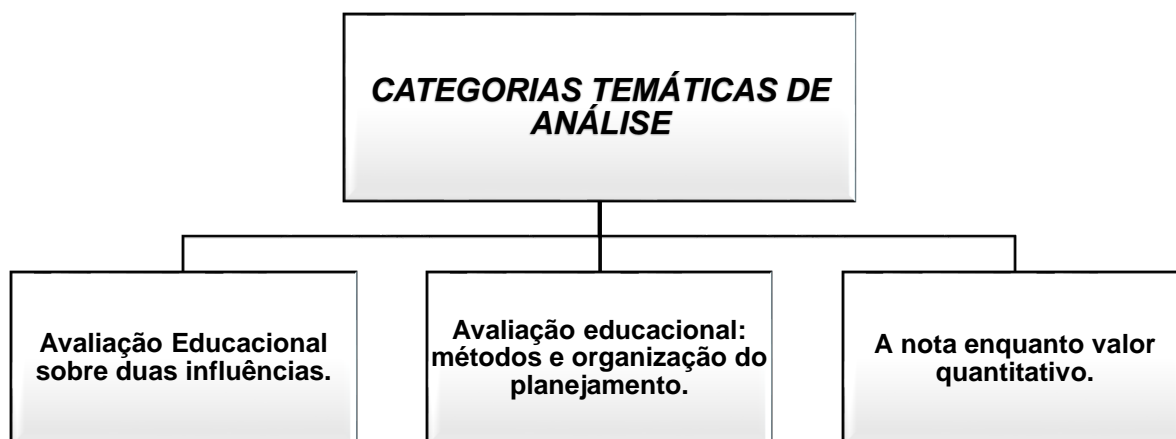 CATEGORIAS TEMÁTICAS DE
ANÁLISE
Avaliação Educacional
sobre duas influências.
Avaliação educacional:
métodos e organização do
planejamento.
A nota enquanto valor
quantitativo.